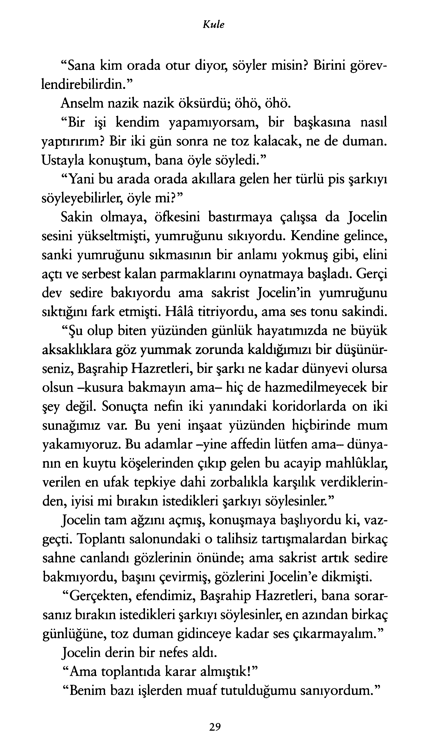 Kule
“Sana kim orada otur diyor, söyler misin? Birini görev-
lendirebilirdin.”
Anselm nazik nazik öksürdü; öhö, öhö.
“Bir işi kendim yapamıyorsam, bir başkasına nasıl
yaptırırım? Bir iki gün sonra ne toz kalacak, ne de duman.
Ustayla konuştum, bana öyle söyledi.”
“Yani bu arada orada akıllara gelen her türlü pis şarkıyı
söyleyebilirler, öyle mi?”
Sakin olmaya, öfkesini bastırmaya çalışsa da Jocelin
sesini yükseltmişti, yumruğunu sıkıyordu. Kendine gelince,
sanki yumruğunu sıkmasının bir anlamı yokmuş gibi, elini
açtı ve serbest kalan parmaklarını oynatmaya başladı. Gerçi
dev sedire bakıyordu ama sakrist Jocelin’in yumruğunu
sıktığını fark etmişti. Hâlâ titriyordu, ama ses tonu sakindi.
“Şu olup biten yüzünden günlük hayatımızda ne büyük
aksaklıklara göz yummak zorunda kaldığımızı bir düşünür-
seniz, Başrahip Hazretleri, bir şarkı ne kadar dünyevi olursa
olsun –kusura bakmayın ama– hiç de hazmedilmeyecek bir
şey değil. Sonuçta nefin iki yanındaki koridorlarda on iki
sunağımız var. Bu yeni inşaat yüzünden hiçbirinde mum
yakamıyoruz. Bu adamlar –yine affedin lütfen ama– dünya-
nın en kuytu köşelerinden çıkıp gelen bu acayip mahlûklar,
verilen en ufak tepkiye dahi zorbalıkla karşılık verdiklerin-
den, iyisi mi bırakın istedikleri şarkıyı söylesinler.”
Jocelin tam ağzını açmış, konuşmaya başlıyordu ki, vaz-
geçti. Toplantı salonundaki o talihsiz tartışmalardan birkaç
sahne canlandı gözlerinin önünde; ama sakrist artık sedire
bakmıyordu, başını çevirmiş, gözlerini Jocelin’e dikmişti.
“Gerçekten, efendimiz, Başrahip Hazretleri, bana sorar-
sanız bırakın istedikleri şarkıyı söylesinler, en azından birkaç
günlüğüne, toz duman gidinceye kadar ses çıkarmayalım.”
Jocelin derin bir nefes aldı.
“Ama toplantıda karar almıştık!”
“Benim bazı işlerden muaf tutulduğumu sanıyordum.”
29